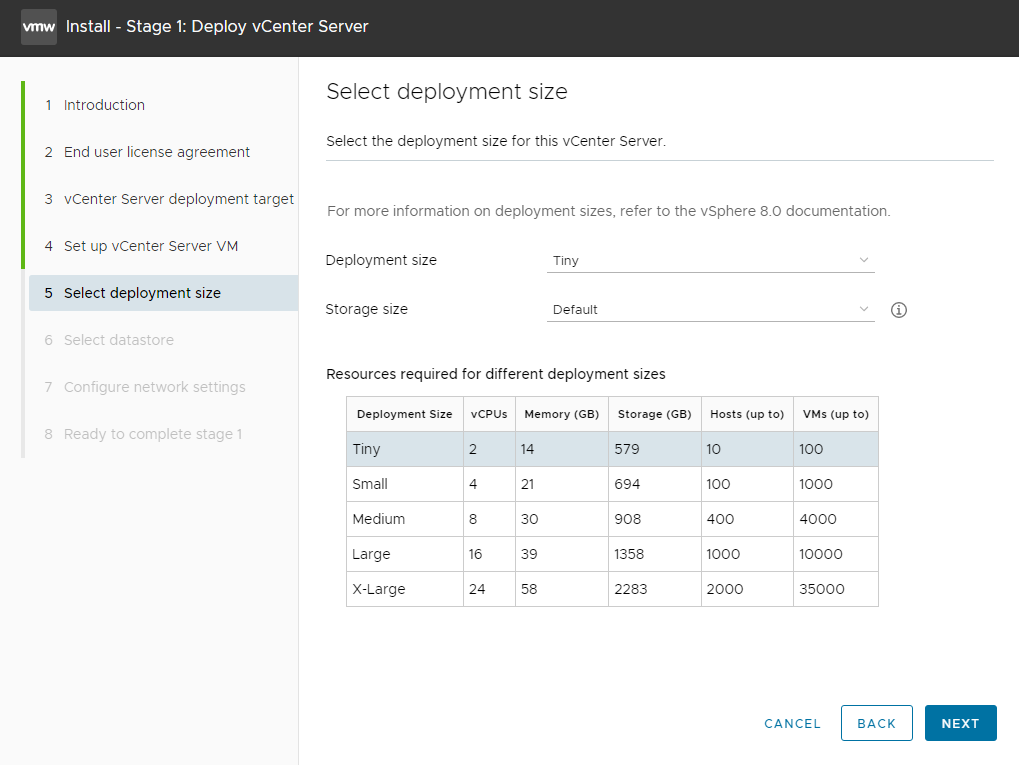 vmw Install - Stage 1: Deploy vCenter Server
1 Introduction
2 End user license agreement
3 vCenter Server deployment target
4 Set up vCenter Server VM
5 Select deployment size
6 Select datastore
7 Configure network settings
8 Ready to complete stage 1
Select deployment size
Select the deployment size for this vCenter Server.
For more information on deployment sizes, refer to the vSphere 8.0 documentation.
Deployment size Tiny
Storage size Default
Resources required for different deployment sizes
Deployment Size vCPUs Memory (GB) Storage (GB) Hosts (up to) VMs (up to)
Tiny 2 14 579 10 100
Small 4 21 694 100 1000
Medium 8 30 908 400 4000
Large 16 39 1358 1000 10000
X-Large 24 58 2283 2000 35000
CANCEL BACK NEXT